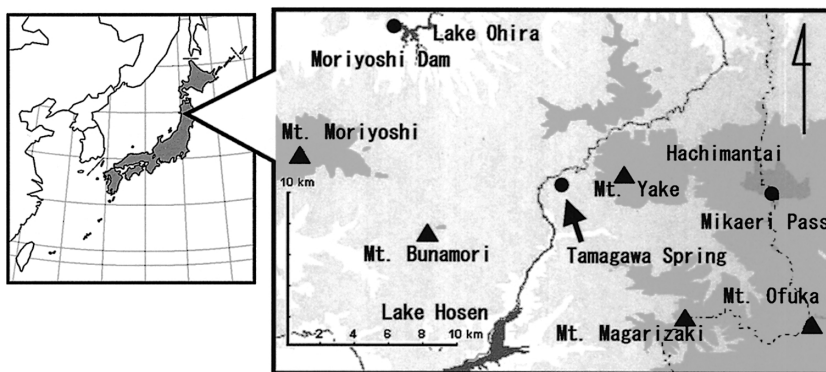 Lake Ohira
Moriyoshi Dam
Mt. Moriyoshi
Hachimantai
10 km
Mt. Yake
Mikaeri Pass
Mt. Bunamori
Tamagawa Spring
Mt. Ofuka
Lake Hosen
Mt. Magarizaki
2 4 6 8 10 km